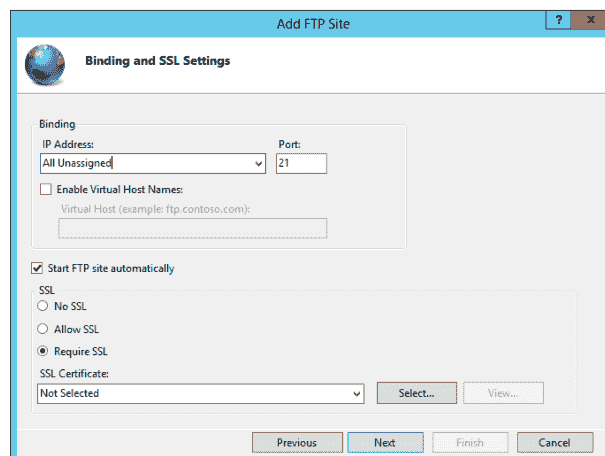 Add FTP Site
?
x
Binding and SSL Settings
Binding
IP Address:
Port:
All Unassigned
21
Enable Virtual Host Names:
Virtual Host (example: ftp.contoso.com):
Start FTP site automatically
SSL
No SSL
Allow SSL
Require SSL
SSL Certificate:
Not Selected
Select...
View...
Previous
Next
Finish
Cancel